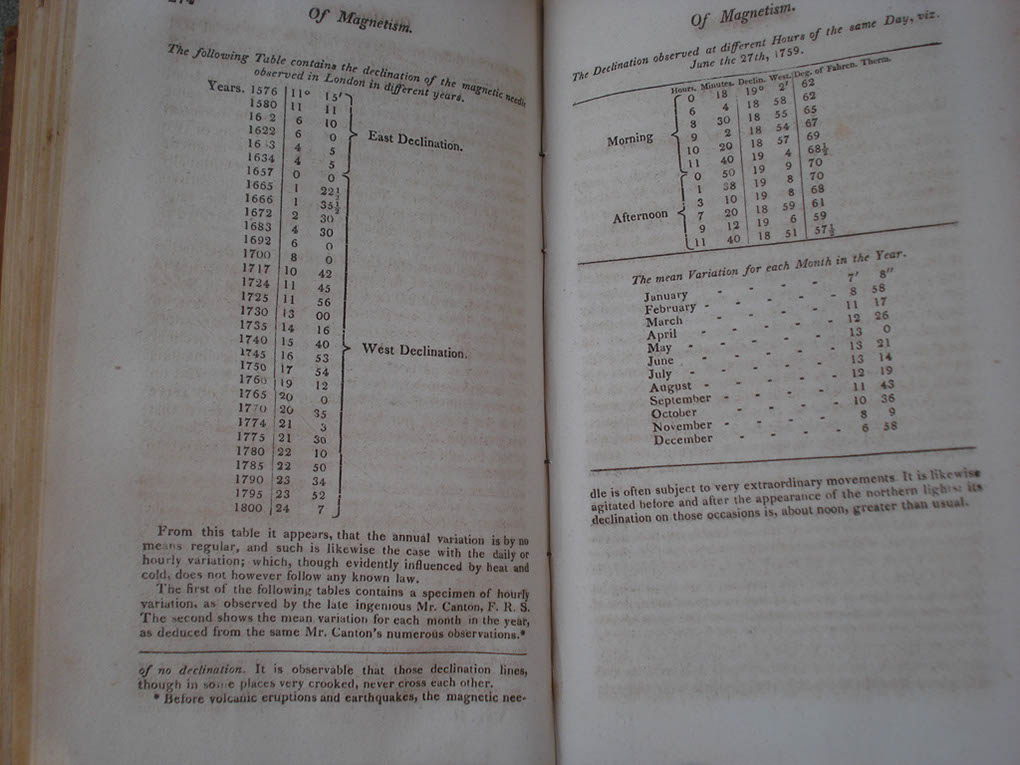 Of Magnetism.
The following Table contains the declination of the magnetic needle
observed in London in different years.
Years. 1576 11° 15′
1580 11 11
16 2 6 10
1622 6 0
16 3 4 5
1634 4 5
East Declination.
1657 0 0
1665 1 22½
1666 1 35½
1672 2 30
1683 4 30
1692 6 0
1700 8 0
1717 10 42
1724 11 45
1725 11 56
1730 13 00
1735 14 16
1740 15 40
1745 16 53
1750 17 54
1760 19 12
1765 20 0
1770 20 35
1774 21 3
1775 21 30
1780 22 10
1785 22 50
1790 23 34
1795 23 52
1800 24 7
West Declination.
From this table it appears, that the annual variation is by no
means regular, and such is likewise the case with the daily or
hourly variation; which, though evidently influenced by heat and
cold, does not however follow any known law.
The first of the following tables contains a specimen of hourly
variation, as observed by the late ingenious Mr. Canton, F. R. S.
The second shows the mean variation for each month in the year,
as deduced from the same Mr. Canton's numerous observations.*
of no declination. It is observable that those declination lines,
though in some places very crooked, never cross each other.
* Before volcanic eruptions and earthquakes, the magnetic nee-
Of Magnetism.
The Declination observed at different Hours of the same Day, viz.
June the 27th, 1759.
Hours. Minutes. Declin. West. Deg. of Fahren. Therm.
Morning
0 18 19° 2′ 62
6 4 18 58 62
8 30 18 55 65
9 2 18 54 67
10 20 18 57 69
11 40 19 4 68½
Afternoon
0 50 19 9 70
1 38 19 8 70
3 10 19 8 68
7 20 18 59 61
9 12 19 6 59
11 40 18 51 57½
The mean Variation for each Month in the Year.
January - - - - 7′ 8″
February - - - - 8 58
March - - - - 11 17
April - - - - 12 26
May - - - - 13 0
June - - - - 13 21
July - - - - 13 14
August - - - - 12 19
September - - - - 11 43
October - - - - 10 36
November - - - - 8 9
December - - - - 6 58
dle is often subject to very extraordinary movements. It is likewise
agitated before and after the appearance of the northern lights: its
declination on those occasions is, about noon, greater than usual.